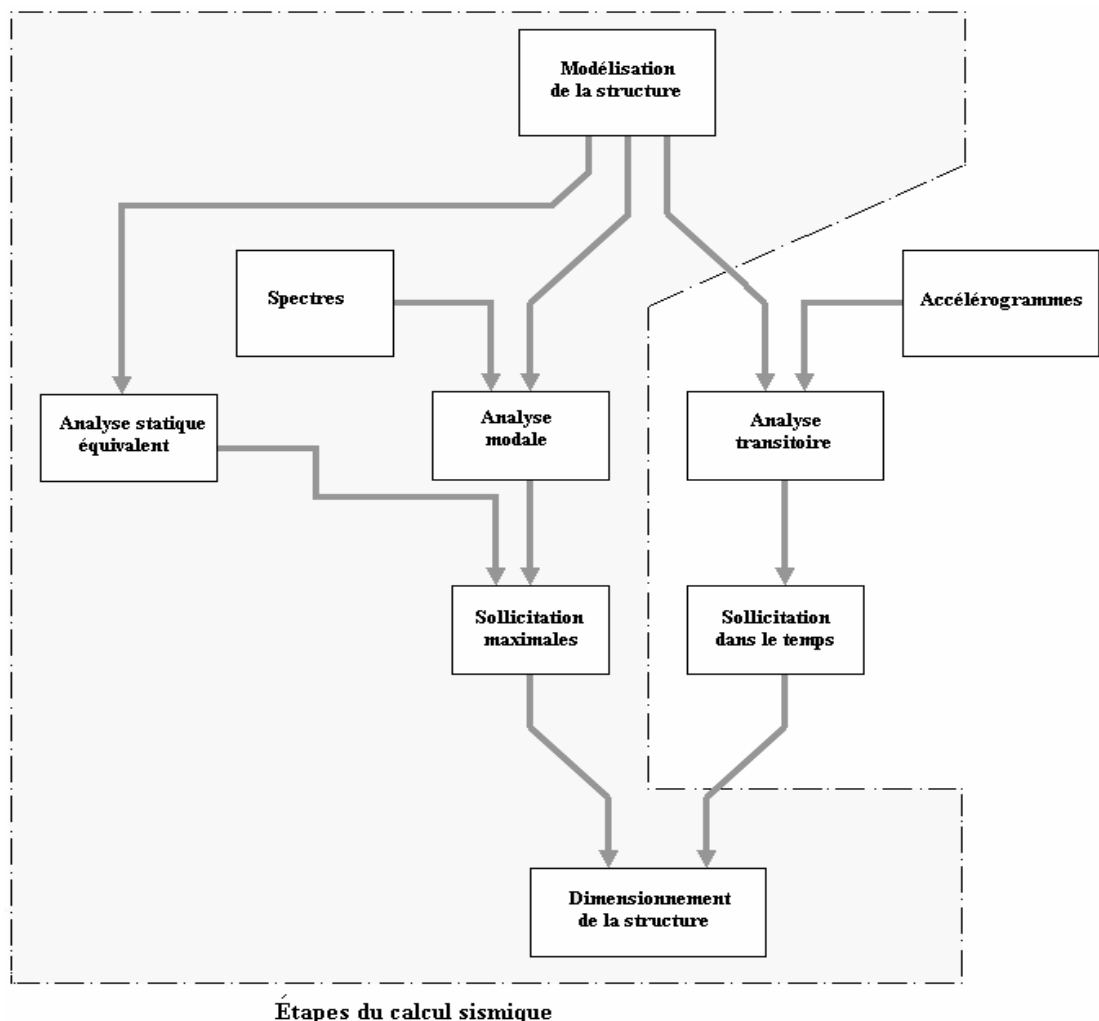 Modélisation
de la structure
Spectres
Accélérogrammes
Analyse statique
équivalent
Analyse
modale
Analyse
transitoire
Sollicitation
maximales
Sollicitation
dans le temps
Dimensionnement
de la structure
Étapes du calcul sismique